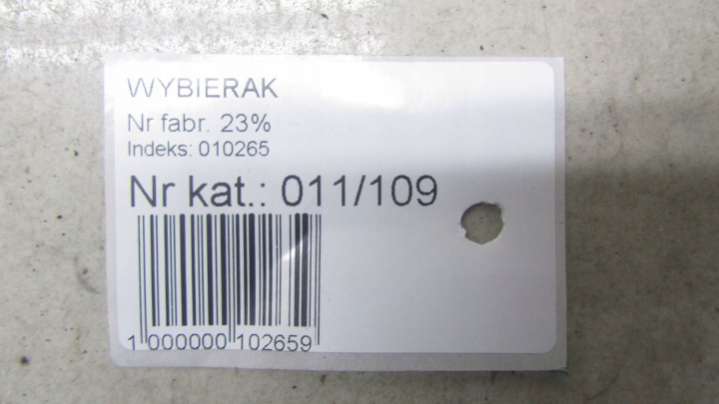 WYBIERAK
Nr fabr. 23%
Indeks: 010265
Nr kat.: 011/109
1 000000 102659